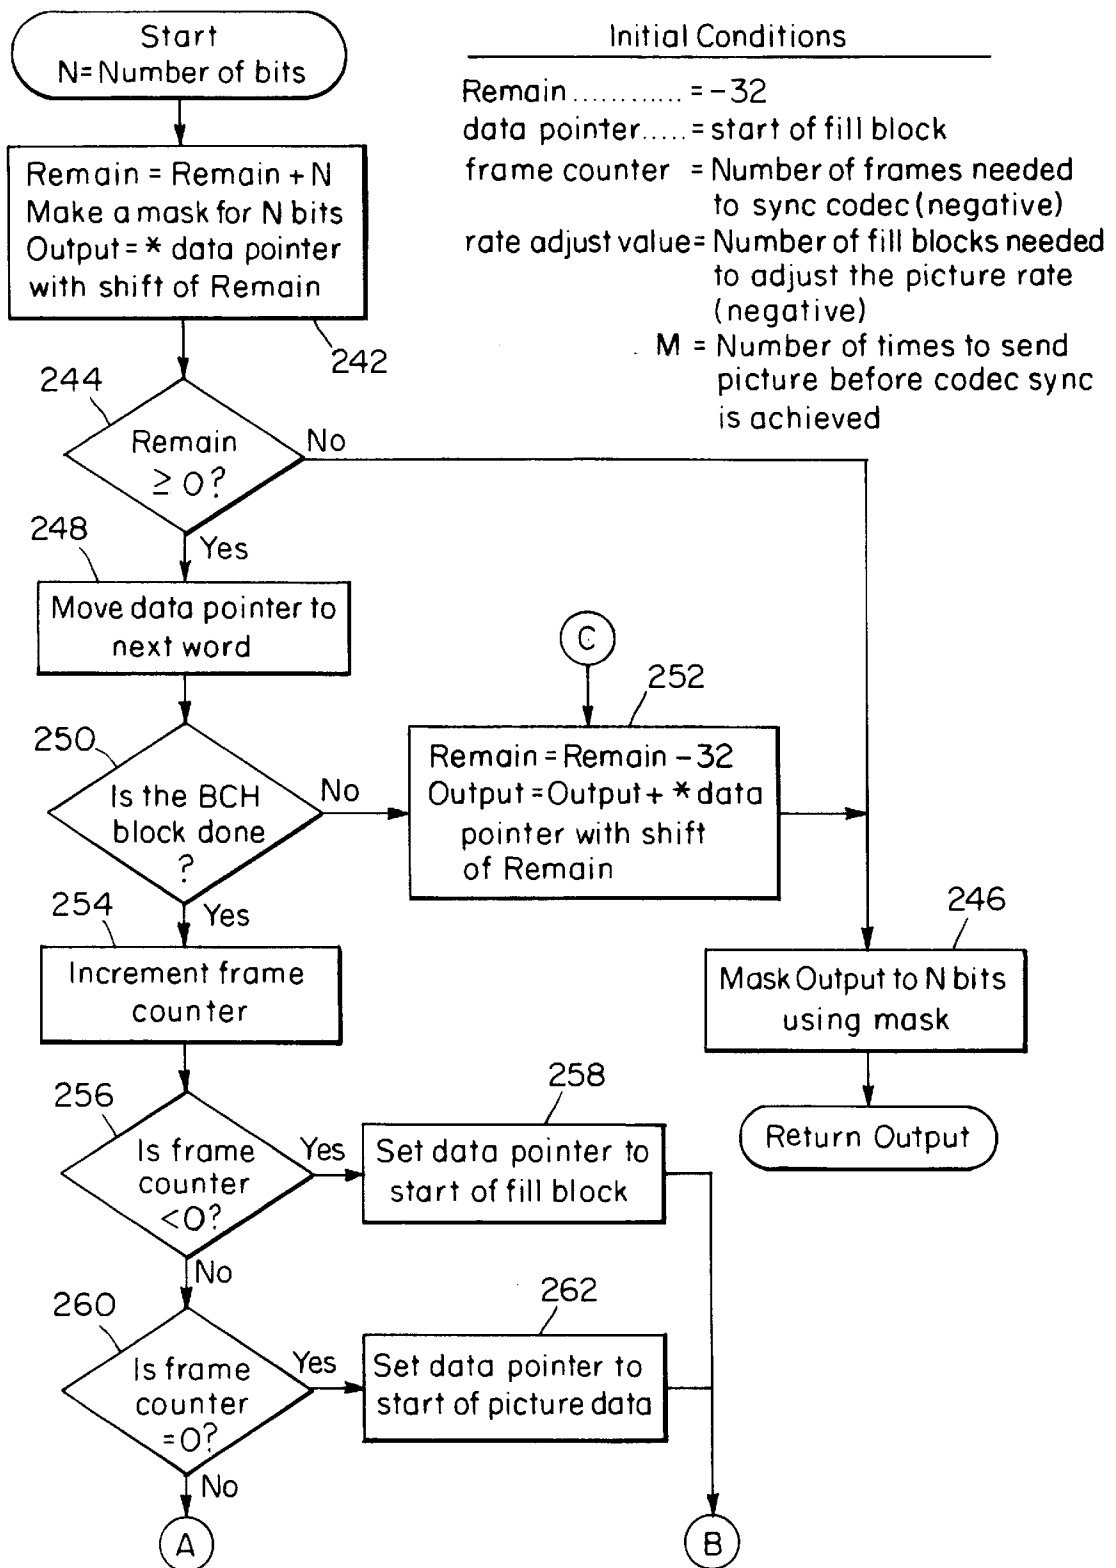 Start
N=Number of bits
Initial Conditions
Remain ............ = -32
data pointer ..... = start of fill block
frame counter = Number of frames needed
to sync codec (negative)
rate adjust value = Number of fill blocks needed
to adjust the picture rate
(negative)
M = Number of times to send
picture before codec sync
is achieved
Remain = Remain + N
Make a mask for N bits
Output = * data pointer
with shift of Remain
242
244
Remain
≥ 0?
No
Yes
248
Move data pointer to
next word
C
252
Remain = Remain - 32
Output = Output + * data
pointer with shift
of Remain
250
Is the BCH
block done
?
No
Yes
254
Increment frame
counter
246
Mask Output to N bits
using mask
Return Output
256
Is frame
counter
<0?
Yes
No
258
Set data pointer to
start of fill block
260
Is frame
counter
=0?
Yes
No
262
Set data pointer to
start of picture data
A
B